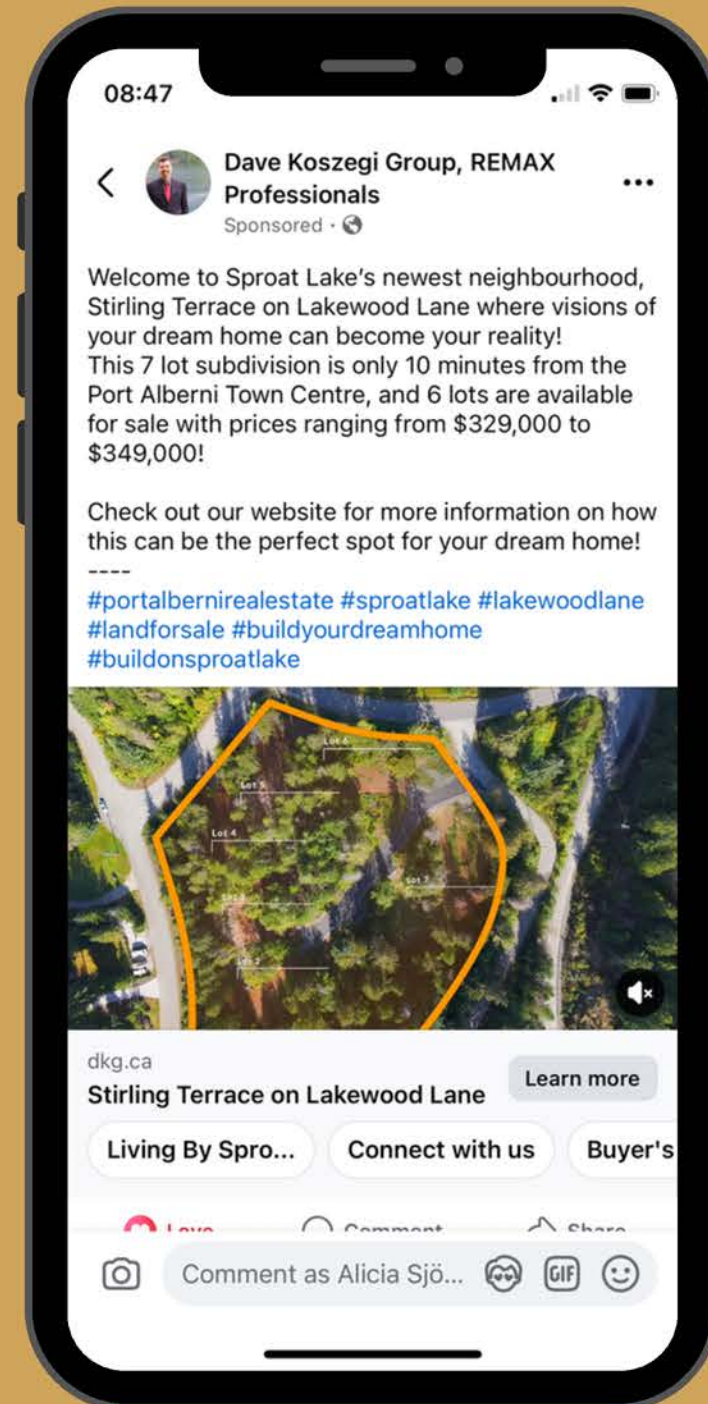 08:47
Dave Koszegi Group, REMAX
Professionals
Sponsored ·
Welcome to Sproat Lake's newest neighbourhood,
Stirling Terrace on Lakewood Lane where visions of
your dream home can become your reality!
This 7 lot subdivision is only 10 minutes from the
Port Alberni Town Centre, and 6 lots are available
for sale with prices ranging from $329,000 to
$349,000!
Check out our website for more information on how
this can be the perfect spot for your dream home!
----
#portalbernirealestate #sproatlake #lakewoodlane
#landforsale #buildyourdreamhome
#buildonsproatlake
Lot 6
Lot 5
Lot 4
Lot 7
Lot 3
Lot 2
dkg.ca
Stirling Terrace on Lakewood Lane
Learn more
Living By Spro...
Connect with us
Buyer's
Love
Comment
Share
Comment as Alicia Sjö...
GIF